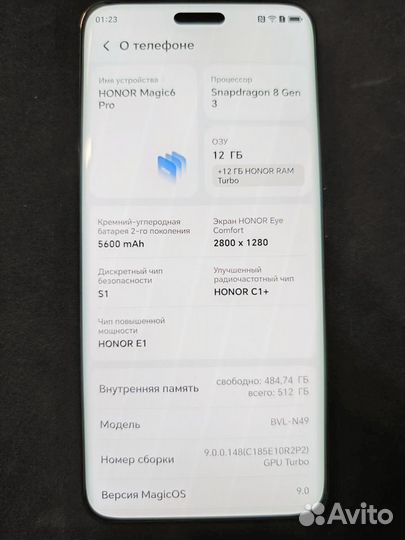 01:23
О телефоне
Имя устройства
HONOR Magic6
Pro
Процессор
Snapdragon 8 Gen
3
ОЗУ
12 ГБ
+12 ГБ HONOR RAM
Turbo
Кремний-углеродная
батарея 2-го поколения
5600 mAh
Экран HONOR Eye
Comfort
2800 x 1280
Дискретный чип
безопасности
S1
Улучшенный
радиочастотный чип
HONOR C1+
Чип повышенной
мощности
HONOR E1
Внутренняя память
свободно: 484,74 ГБ
всего: 512 ГБ
Модель
BVL-N49
Номер сборки
9.0.0.148(C185E10R2P2)
GPU Turbo
Версия MagicOS
9.0
Avito